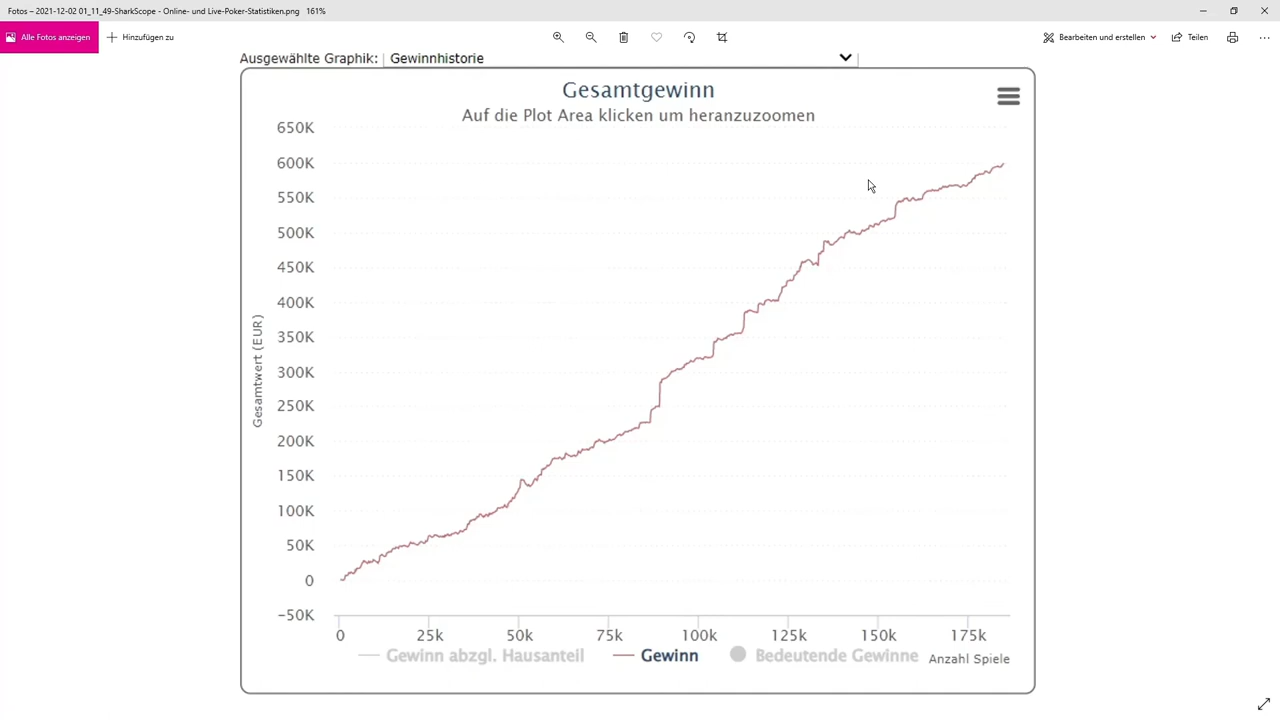 Fotos – 2021-12-02 01_11_49-SharkScope - Online- und Live-Poker-Statistiken.png 161%
Alle Fotos anzeigen
Hinzufügen zu
Bearbeiten und erstellen
Teilen
Ausgewählte Graphik: Gewinnhistorie
Gesamtgewinn
Auf die Plot Area klicken um heranzuzoomen
650K
600K
550K
500K
450K
400K
350K
300K
250K
200K
150K
100K
50K
0
−50K
Gesamtwert (EUR)
0 25k 50k 75k 100k 125k 150k 175k
Gewinn abzgl. Hausanteil Gewinn Bedeutende Gewinne Anzahl Spiele